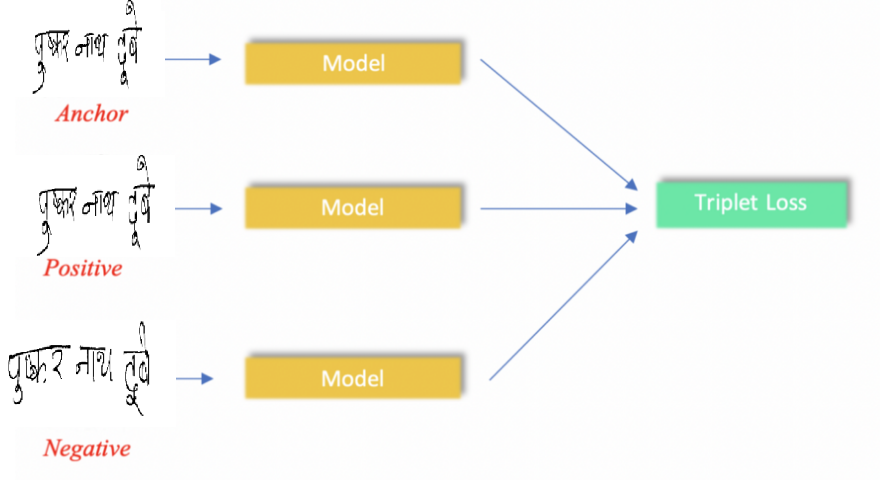 पुष्कर नाथ दूबे
Model
Anchor
पुष्कर नाथ दूबे
Model
Triplet Loss
Positive
पुष्कर नाथ दूबे
Model
Negative